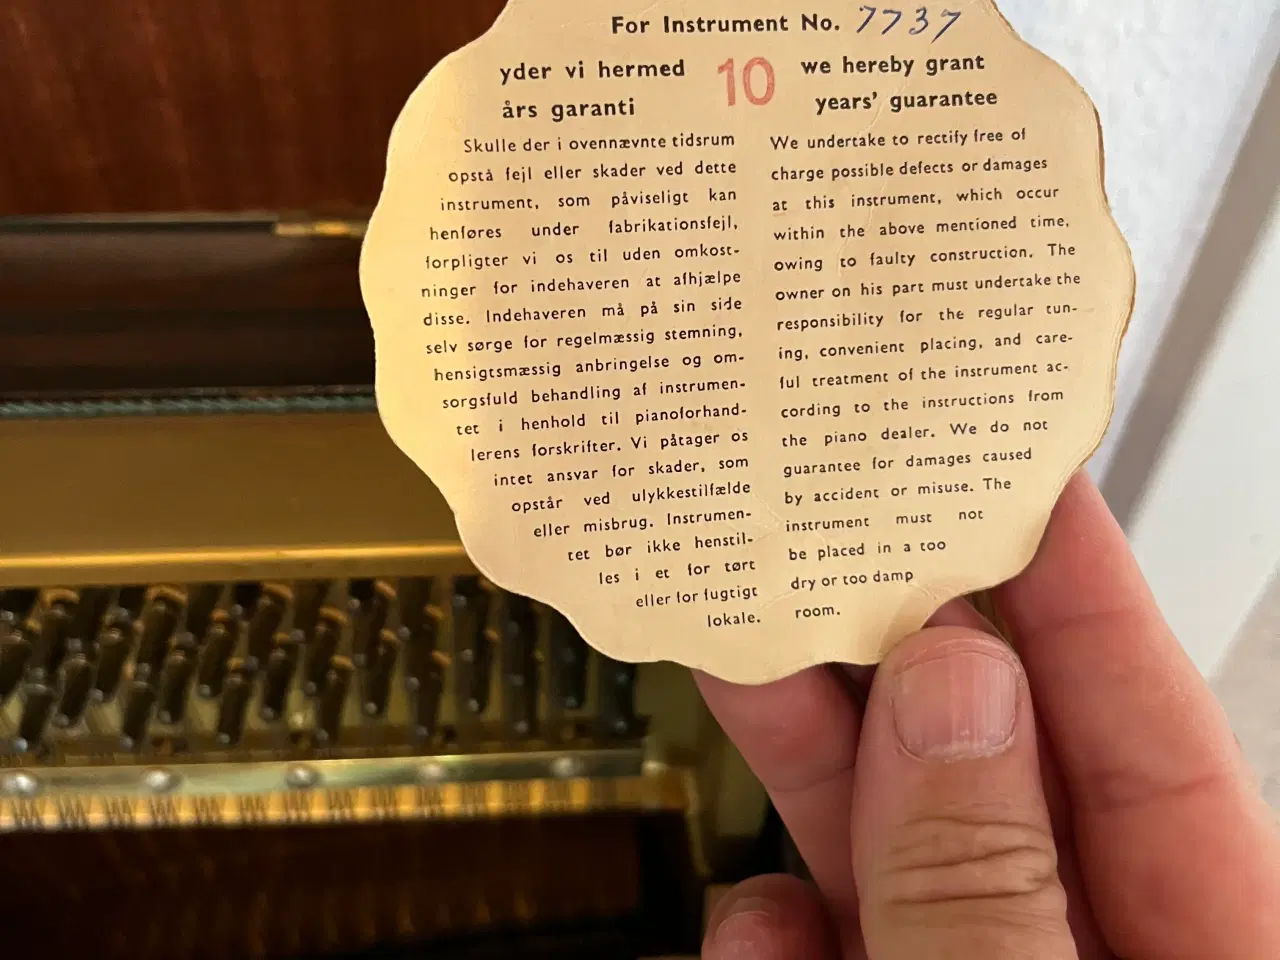 For Instrument No. 7737
yder vi hermed
års garanti
10
we hereby grant
years' guarantee
Skulle der i ovennævnte tidsrum
opstå fejl eller skader ved dette
instrument, som påviseligt kan
henføres under fabrikationsfejl,
forpligter vi os til uden omkost-
ninger for indehaveren at afhjælpe
disse. Indehaveren må på sin side
selv sørge for regelmæssig stemning,
hensigtsmæssig anbringelse og om-
sorgsfuld behandling af instrumen-
tet i henhold til pianoforhand-
lerens forskrifter. Vi påtager os
intet ansvar for skader, som
opstår ved ulykkestilfælde
eller misbrug. Instrumen-
tet bør ikke henstil-
les i et for tørt
eller for fugtigt
lokale.
We undertake to rectify free of
charge possible defects or damages
at this instrument, which occur
within the above mentioned time,
owing to faulty construction. The
owner on his part must undertake the
responsibility for the regular tun-
ing, convenient placing, and care-
ful treatment of the instrument ac-
cording to the instructions from
the piano dealer. We do not
guarantee for damages caused
by accident or misuse. The
instrument must not
be placed in a too
dry or too damp
room.